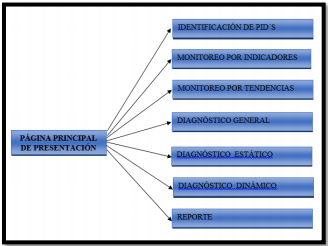 IDENTIFICACIÓN DE PID´S
MONITOREO POR INDICADORES
MONITOREO POR TENDENCIAS
DIAGNÓSTICO GENERAL
PÁGINA PRINCIPAL
DE PRESENTACIÓN
DIAGNÓSTICO ESTÁTICO
DIAGNÓSTICO DINÁMICO
REPORTE